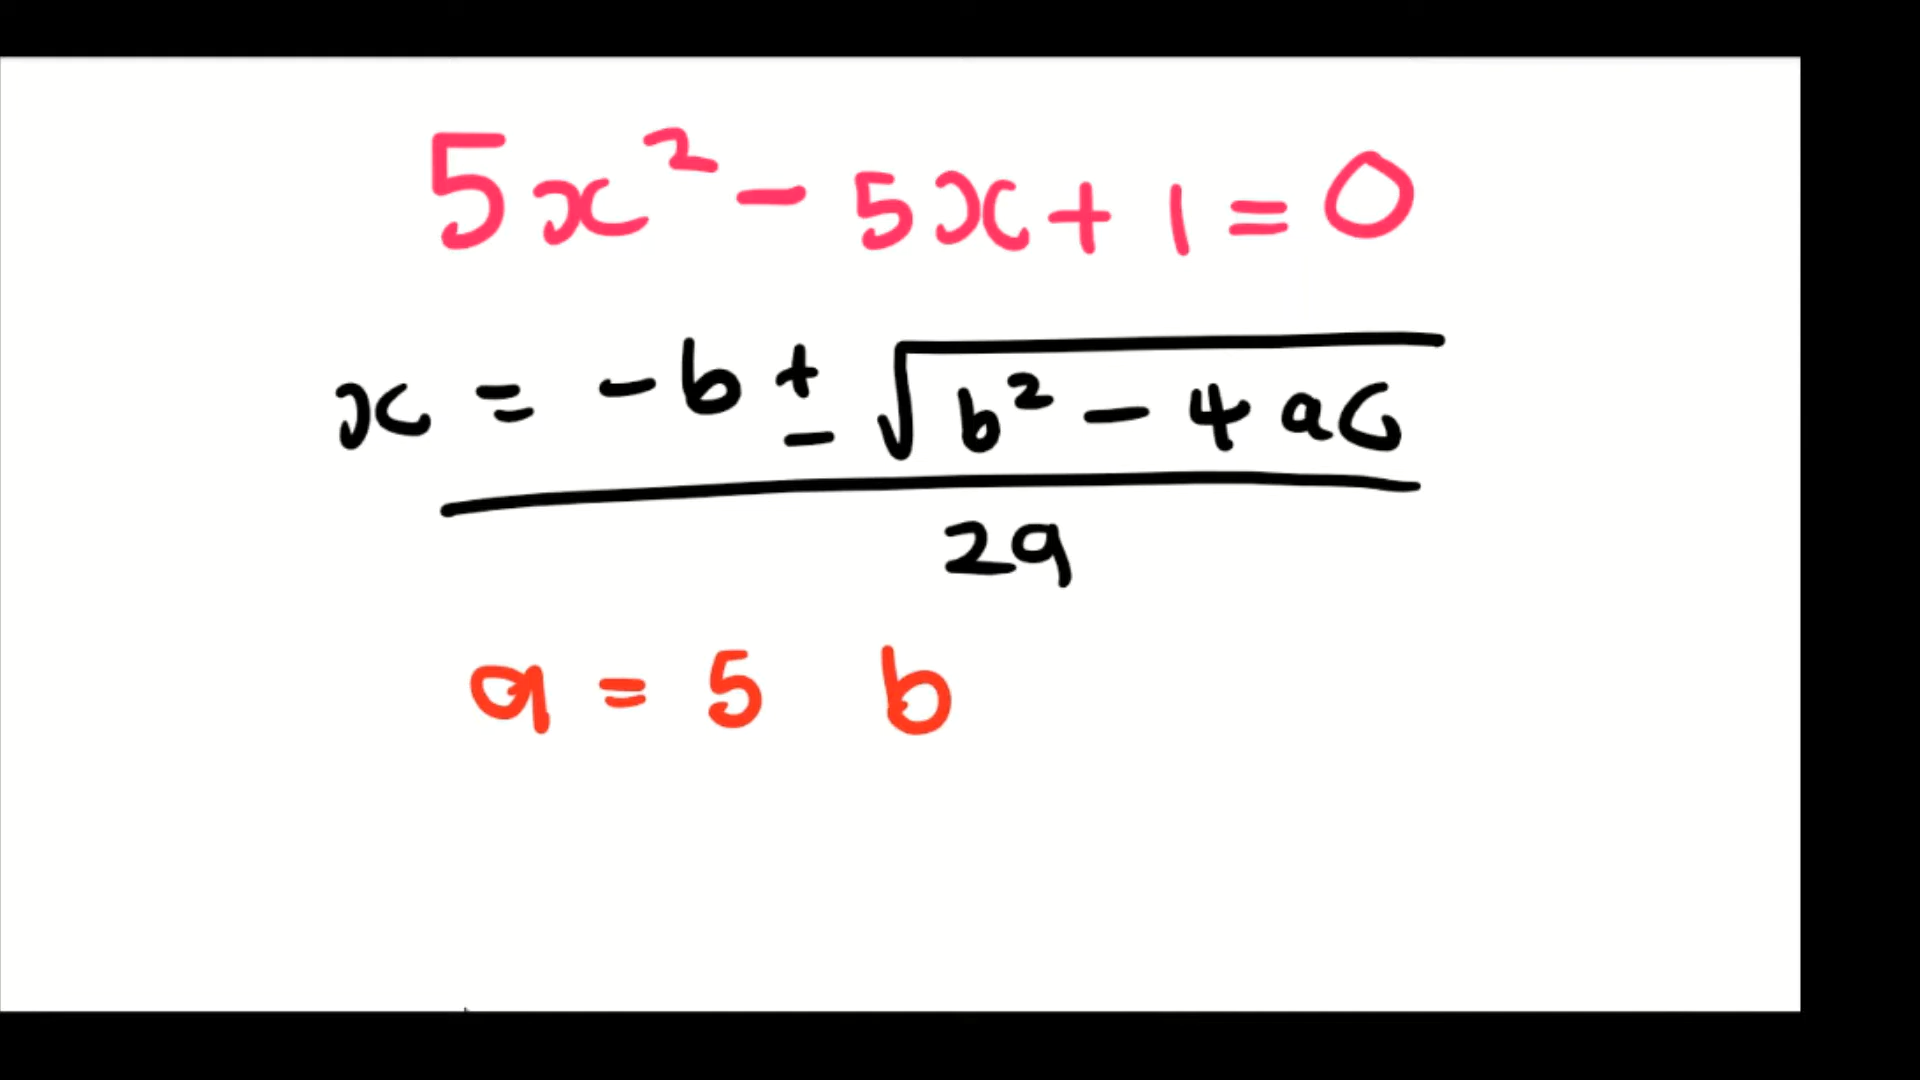 5x² - 5x + 1 = 0
x = -b ± √b² - 4ac
2a
a = 5 b